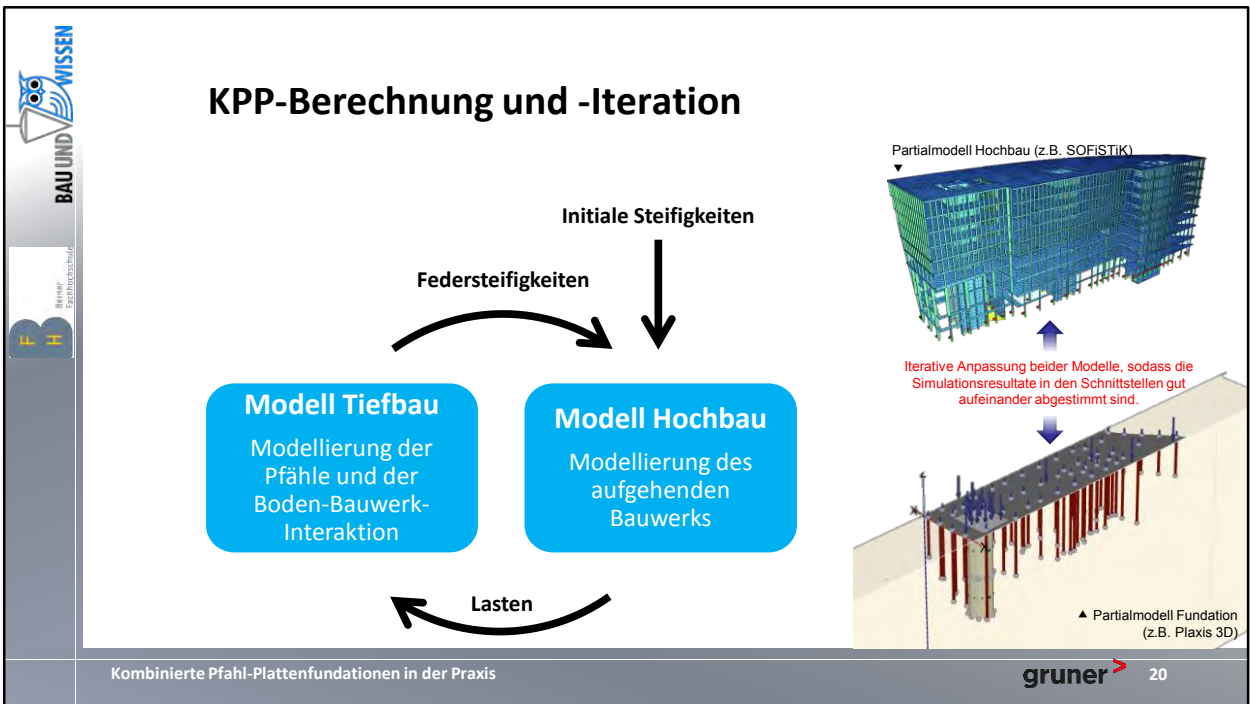 BAU UND WISSEN
Berner
Fachhochschule
B
F H
KPP-Berechnung und -Iteration
Initiale Steifigkeiten
Federsteifigkeiten
Modell Tiefbau
Modellierung der
Pfähle und der
Boden-Bauwerk-
Interaktion
Modell Hochbau
Modellierung des
aufgehenden
Bauwerks
Lasten
Partialmodell Hochbau (z.B. SOFiSTiK)
Iterative Anpassung beider Modelle, sodass die
Simulationsresultate in den Schnittstellen gut
aufeinander abgestimmt sind.
Partialmodell Fundation
(z.B. Plaxis 3D)
Kombinierte Pfahl-Plattenfundationen in der Praxis
gruner
20